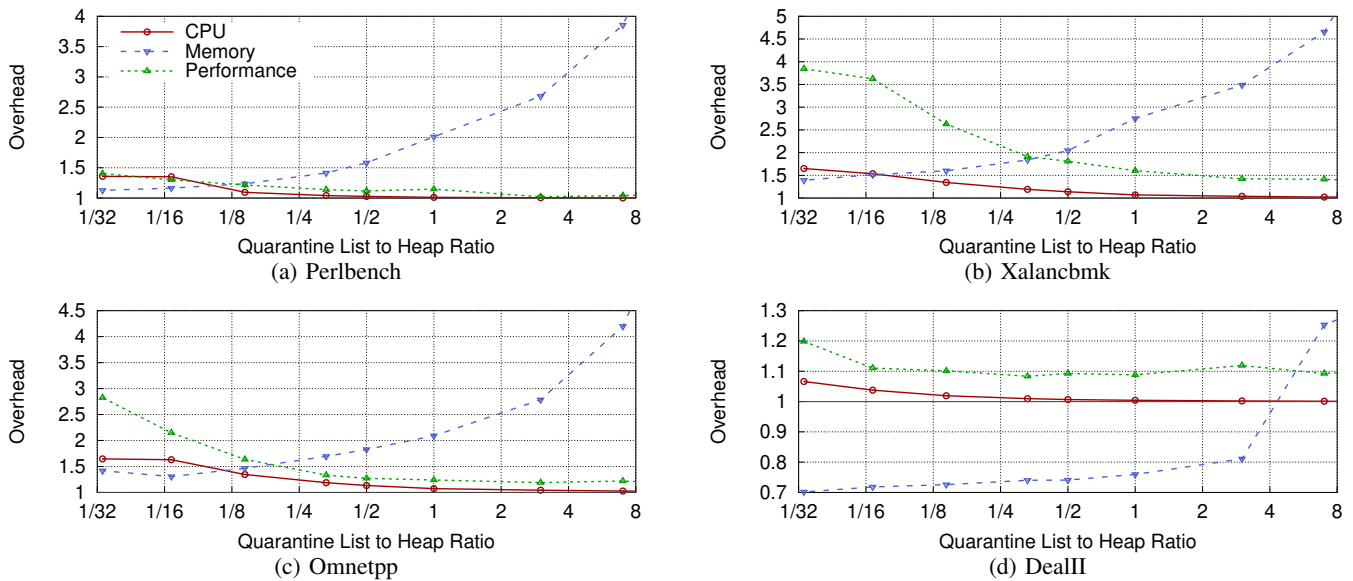 4
3.5
3
2.5
2
1.5
1
Overhead
CPU
Memory
Performance
1/32 1/16 1/8 1/4 1/2 1 2 4 8
Quarantine List to Heap Ratio
(a) Perlbench
5
4.5
4
3.5
3
2.5
2
1.5
1
Overhead
1/32 1/16 1/8 1/4 1/2 1 2 4 8
Quarantine List to Heap Ratio
(b) Xalancbmk
4.5
4
3.5
3
2.5
2
1.5
1
Overhead
1/32 1/16 1/8 1/4 1/2 1 2 4 8
Quarantine List to Heap Ratio
(c) Omnetpp
1.3
1.2
1.1
1
0.9
0.8
0.7
Overhead
1/32 1/16 1/8 1/4 1/2 1 2 4 8
Quarantine List to Heap Ratio
(d) DealII